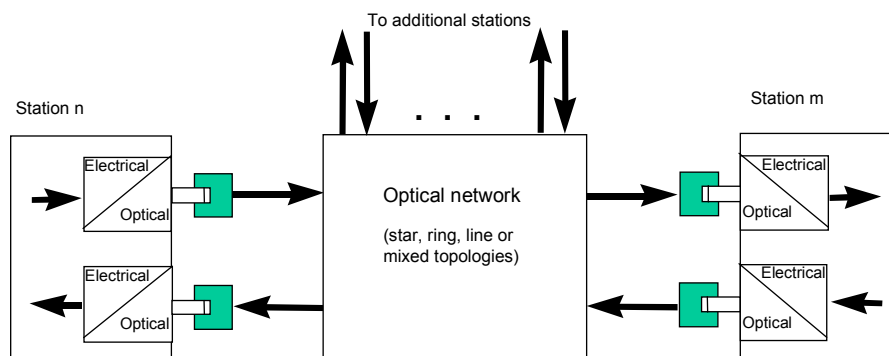 To additional stations
Station n
Station m
. . .
Electrical
Optical
Electrical
Optical
Optical network
(star, ring, line or
mixed topologies)
Electrical
Optical
Electrical
Optical